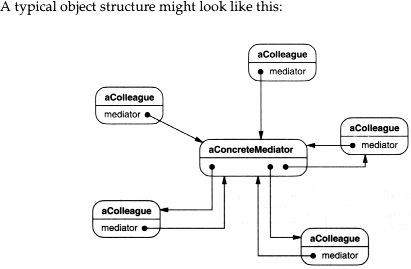 A typical object structure might look like this:
aColleague
mediator
aColleague
mediator
aColleague
mediator
aConcreteMediator
aColleague
mediator
aColleague
mediator